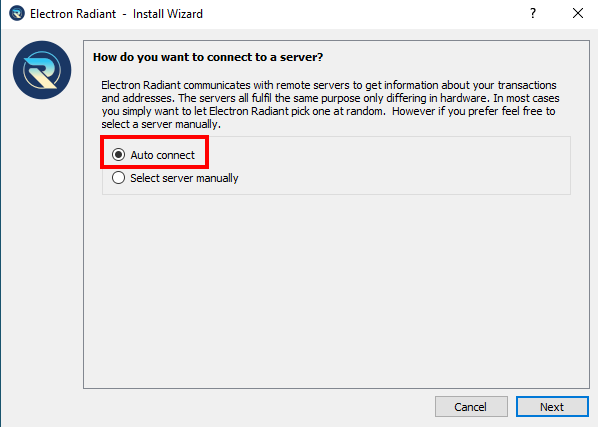 Electron Radiant - Install Wizard
How do you want to connect to a server?
Electron Radiant communicates with remote servers to get information about your transactions
and addresses. The servers all fulfil the same purpose only differing in hardware. In most cases
you simply want to let Electron Radiant pick one at random. However if you prefer feel free to
select a server manually.
Auto connect
Select server manually
Cancel
Next